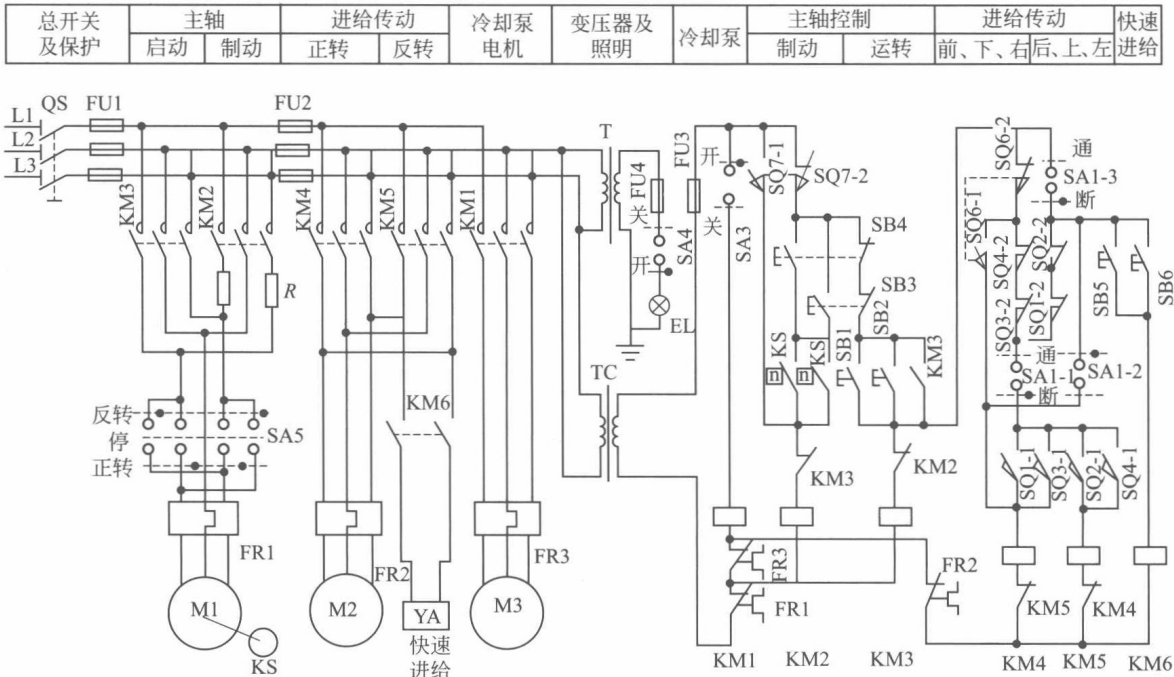 总开关及保护
主轴
启动
制动
进给传动
正转
反转
冷却泵电机
变压器及照明
冷却泵
主轴控制
制动
运转
进给传动
前、下、右
后、上、左
快速进给
L1
L2
L3
QS
FU1
FU2
KM3
KM2
KM4
KM5
KM1
R
反转
停
正转
SA5
FR1
M1
KS
KM6
FR2
M2
YA
快速进给
FR3
M3
T
FU4
关
开
SA4
EL
TC
FU3
开
关
SA3
SQ7-1
SQ7-2
SB4
SB3
SB2
KS
n
KS
n
SB1
KM3
KM3
KM2
FR3
FR1
FR2
SQ6-2
SQ6-1
通
SA1-3
断
SQ4-2
SQ2-2
SQ3-2
SQ1-2
通
SA1-1
断
SA1-2
SB5
SB6
SQ1-1
SQ3-1
SQ2-1
SQ4-1
KM5
KM4
KM1
KM2
KM3
KM4
KM5
KM6